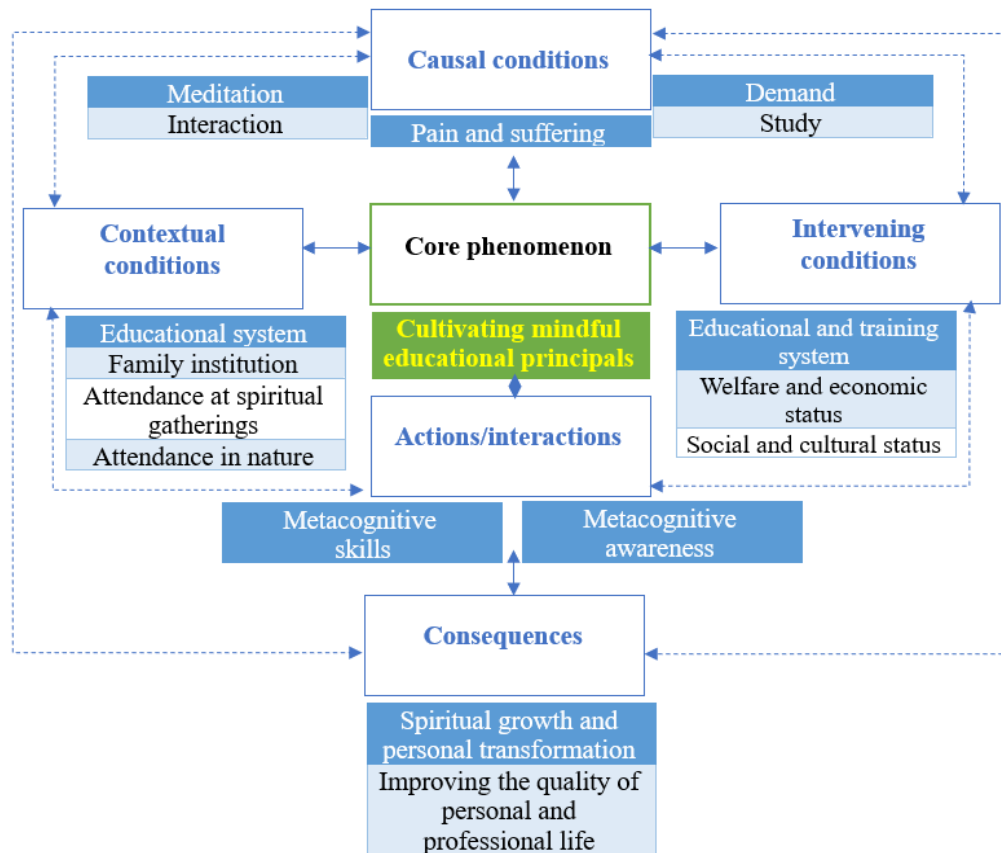 Causal conditions
Meditation
Interaction
Demand
Study
Pain and suffering
Contextual
conditions
Core phenomenon
Intervening
conditions
Educational system
Family institution
Attendance at spiritual
gatherings
Attendance in nature
Cultivating mindful
educational principals
Educational and training
system
Welfare and economic
status
Social and cultural status
Actions/interactions
Metacognitive
skills
Metacognitive
awareness
Consequences
Spiritual growth and
personal transformation
Improving the quality of
personal and
professional life